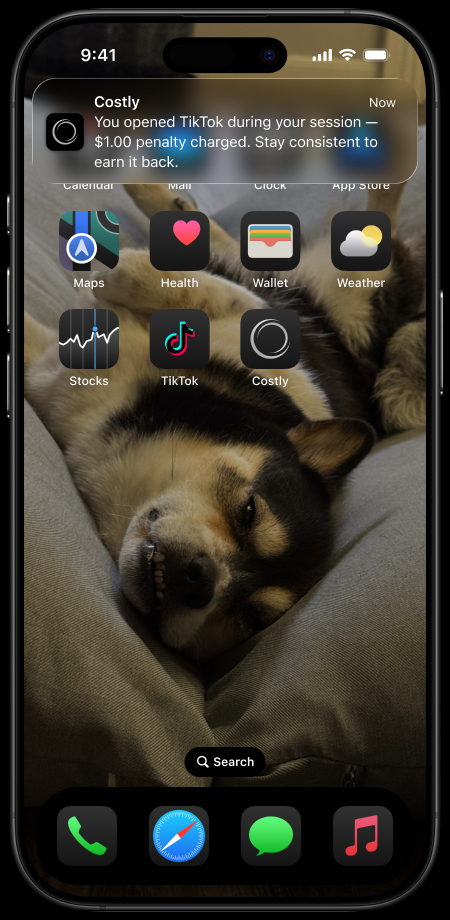 9:41
Costly
Now
You opened TikTok during your session —
$1.00 penalty charged. Stay consistent to
earn it back.
Calendar
Mail
Clock
App Store
Maps
Health
Wallet
Weather
Stocks
TikTok
Costly
Search